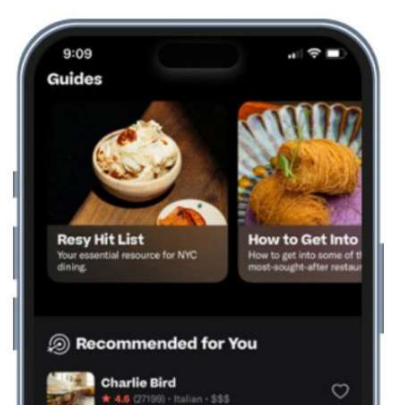 9:09
Guides
Resy Hit List
Your essential resource for NYC
dining.
How to Get Into
How to get into some of th
most-sought-after restaur
Recommended for You
Charlie Bird
★ 4.6 (27199) • Italian • $$$